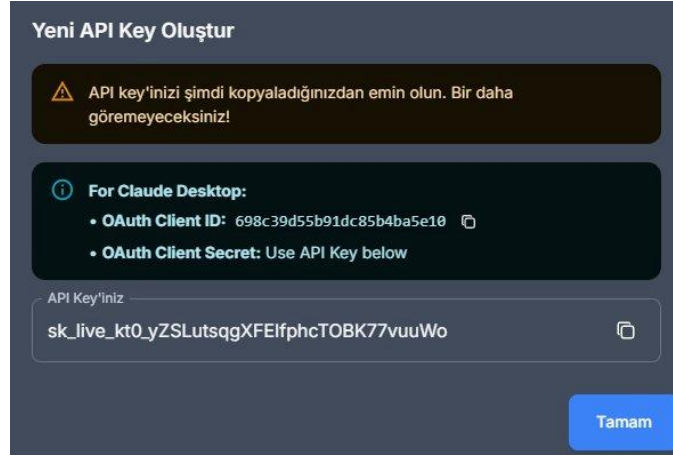 Yeni API Key Oluştur
API key'inizi şimdi kopyaladığınızdan emin olun. Bir daha
göremeyeceksiniz!
For Claude Desktop:
• OAuth Client ID: 698c39d55b91dc85b4ba5e10
• OAuth Client Secret: Use API Key below
API Key'iniz
sk_live_kt0_yZSLutsqgXFElfphcTOBK77vuuWo
Tamam